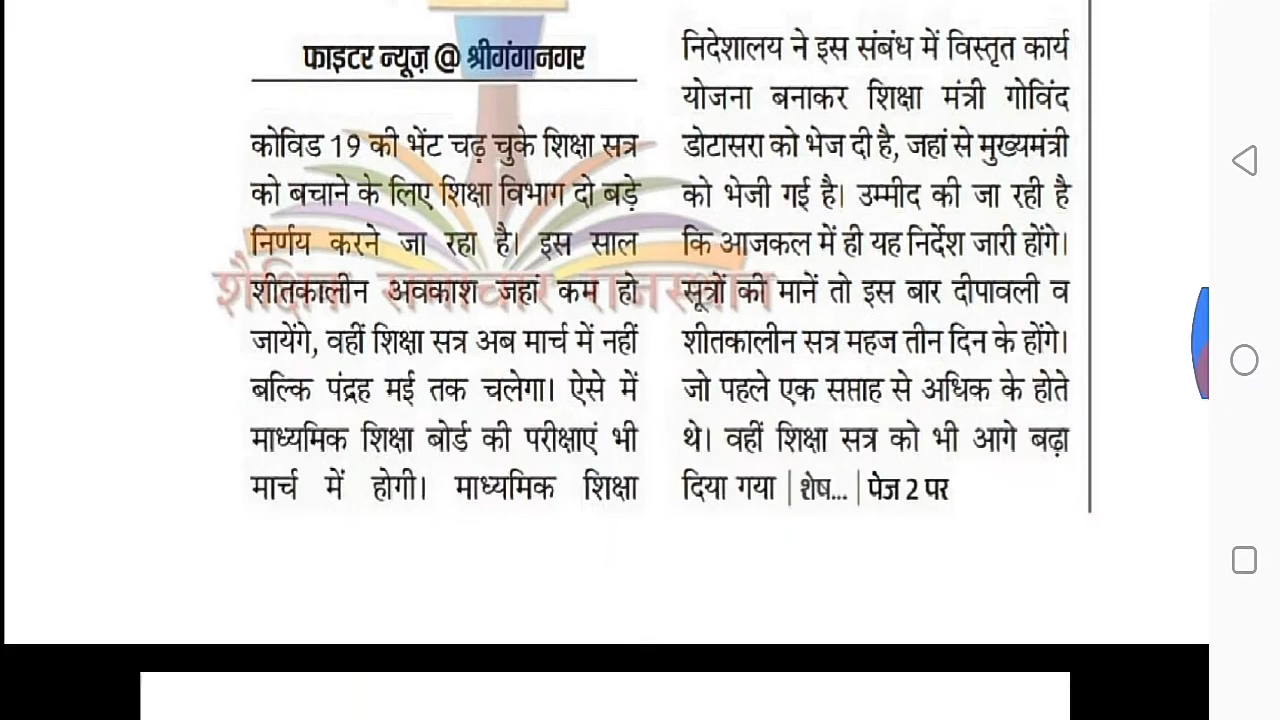 फाइटर न्यूज़ @ श्रीगंगानगर
कोविड 19 की भेंट चढ़ चुके शिक्षा सत्र
को बचाने के लिए शिक्षा विभाग दो बड़े
निर्णय करने जा रहा है। इस साल
शीतकालीन अवकाश जहां कम हो
जायेंगे, वहीं शिक्षा सत्र अब मार्च में नहीं
बल्कि पंद्रह मई तक चलेगा। ऐसे में
माध्यमिक शिक्षा बोर्ड की परीक्षाएं भी
मार्च में होगी। माध्यमिक शिक्षा
निदेशालय ने इस संबंध में विस्तृत कार्य
योजना बनाकर शिक्षा मंत्री गोविंद
डोटासरा को भेज दी है, जहां से मुख्यमंत्री
को भेजी गई है। उम्मीद की जा रही है
कि आजकल में ही यह निर्देश जारी होंगे।
सूत्रों की मानें तो इस बार दीपावली व
शीतकालीन सत्र महज तीन दिन के होंगे।
जो पहले एक सप्ताह से अधिक के होते
थे। वहीं शिक्षा सत्र को भी आगे बढ़ा
दिया गया | शेष... | पेज 2 पर
शैक्षिक समाचार राजस्थान